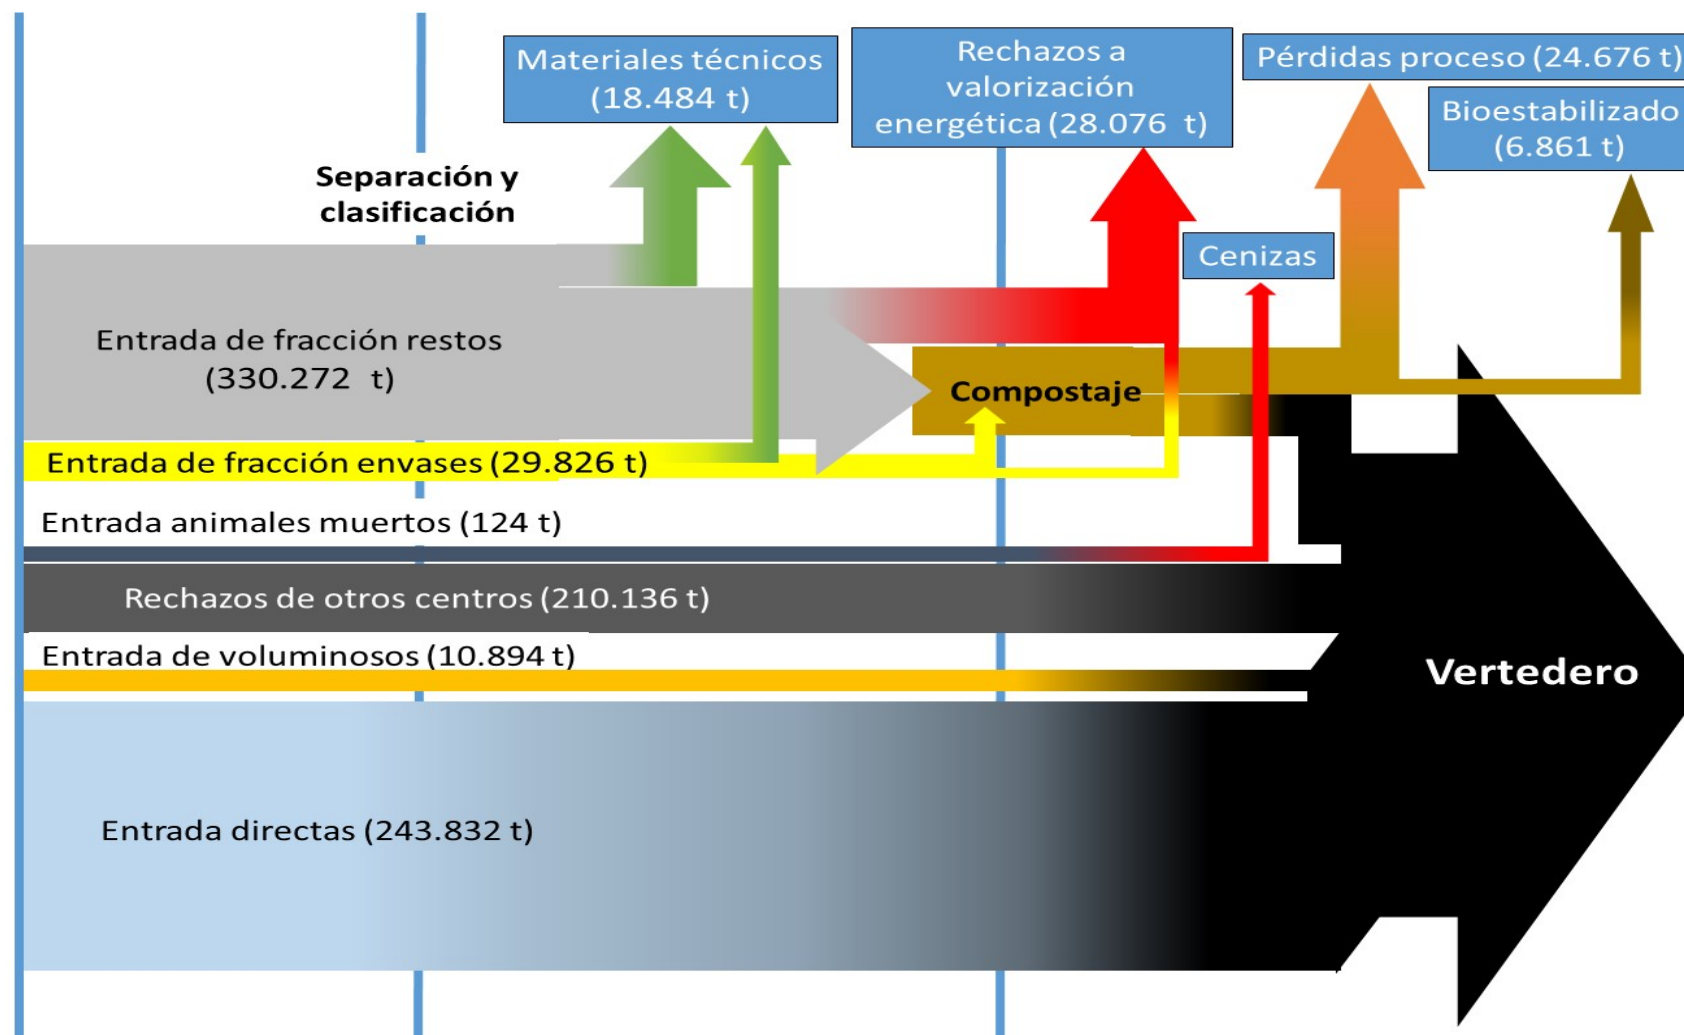 Materiales técnicos
(18.484 t)
Rechazos a
valorización
energética (28.076 t)
Pérdidas proceso (24.676 t)
Bioestabilizado
(6.861 t)
Separación y
clasificación
Cenizas
Entrada de fracción restos
(330.272 t)
Compostaje
Entrada de fracción envases (29.826 t)
Entrada animales muertos (124 t)
Rechazos de otros centros (210.136 t)
Entrada de voluminosos (10.894 t)
Vertedero
Entrada directas (243.832 t)